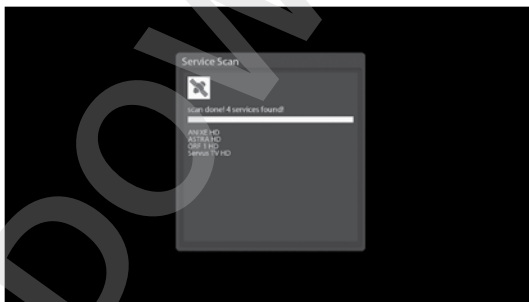 Service Scan
scan done! 4 services found!
ANIXE HD
ASTRA HD
ORF 1 HD
Servus TV HD